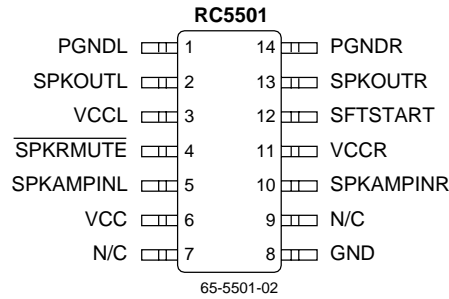 RC5501
PGNDL 1 14 PGNDR
SPKOUTL 2 13 SPKOUTR
VCCL 3 12 SFTSTART
SPKRMUTE 4 11 VCCR
SPKAMPINL 5 10 SPKAMPINR
VCC 6 9 N/C
N/C 7 8 GND
65-5501-02